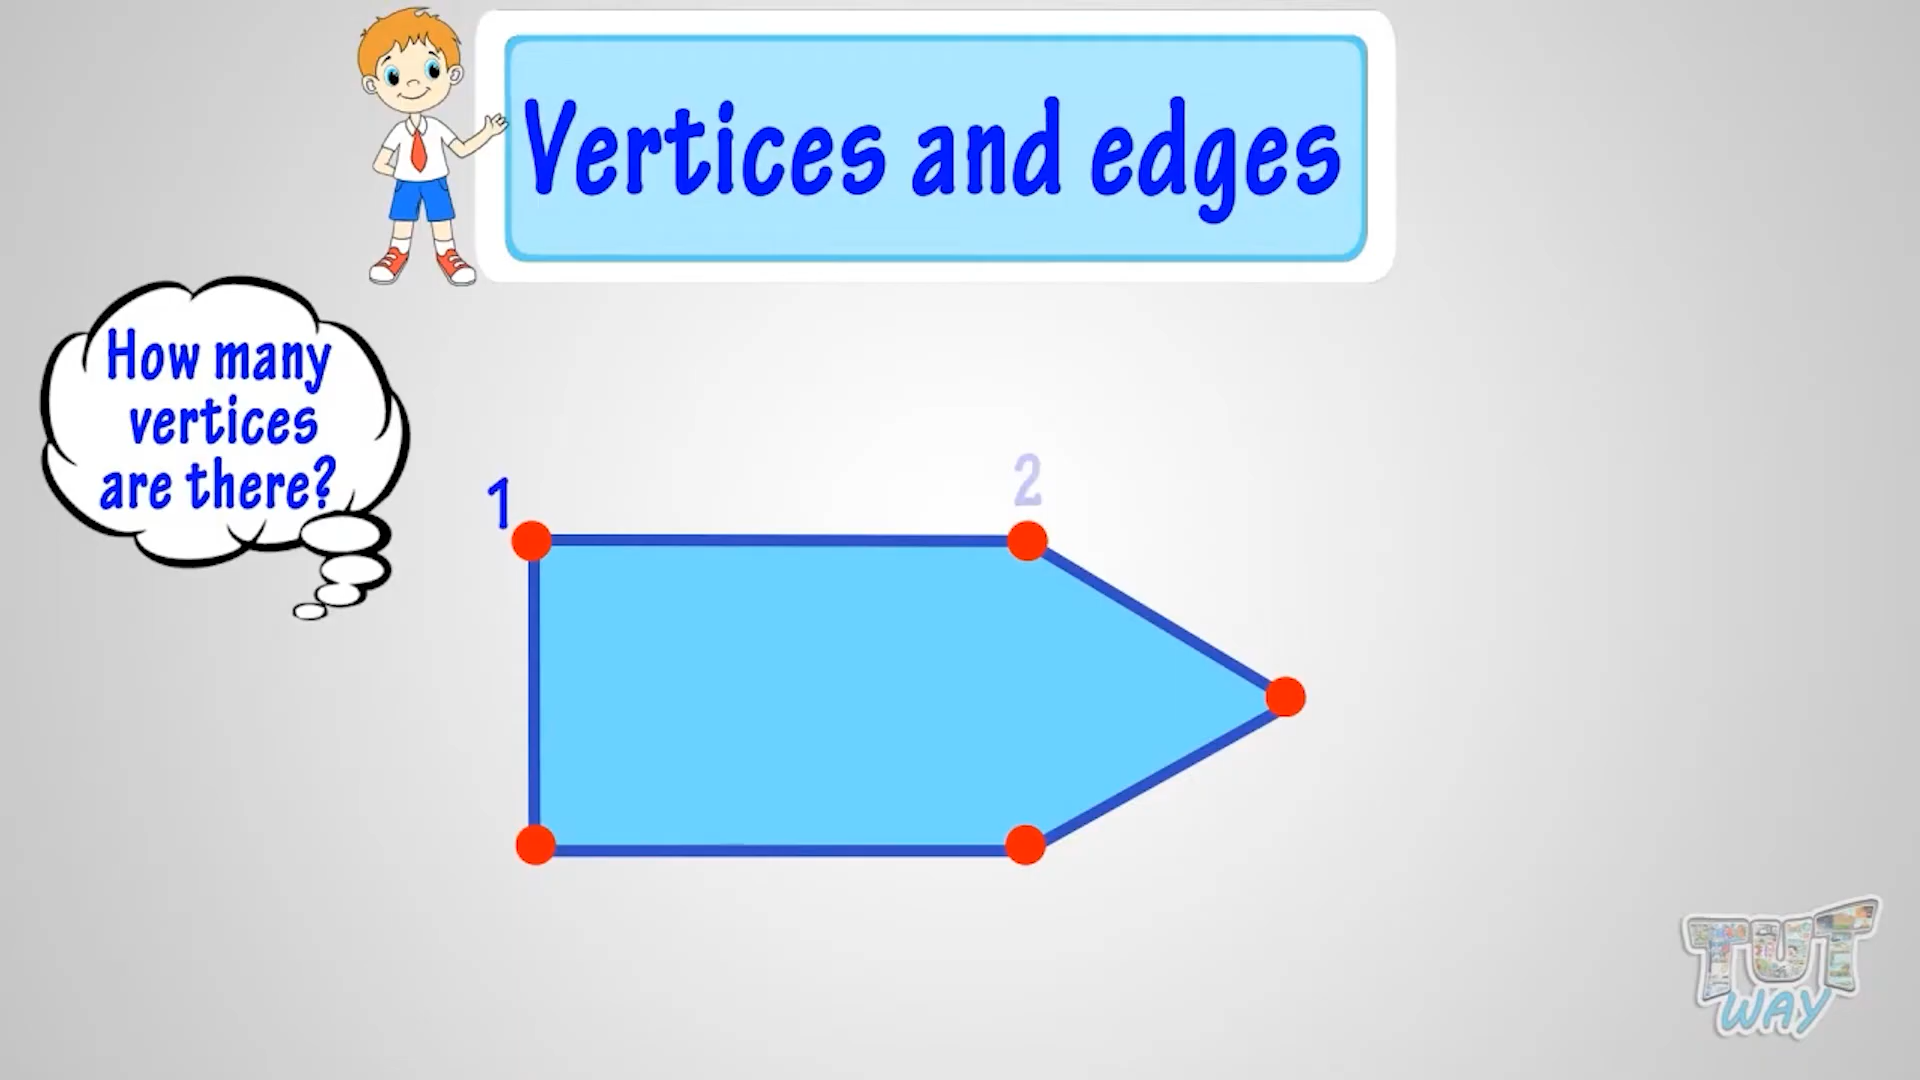 Vertices and edges
How many
vertices
are there?
1
2
TUT
WAY